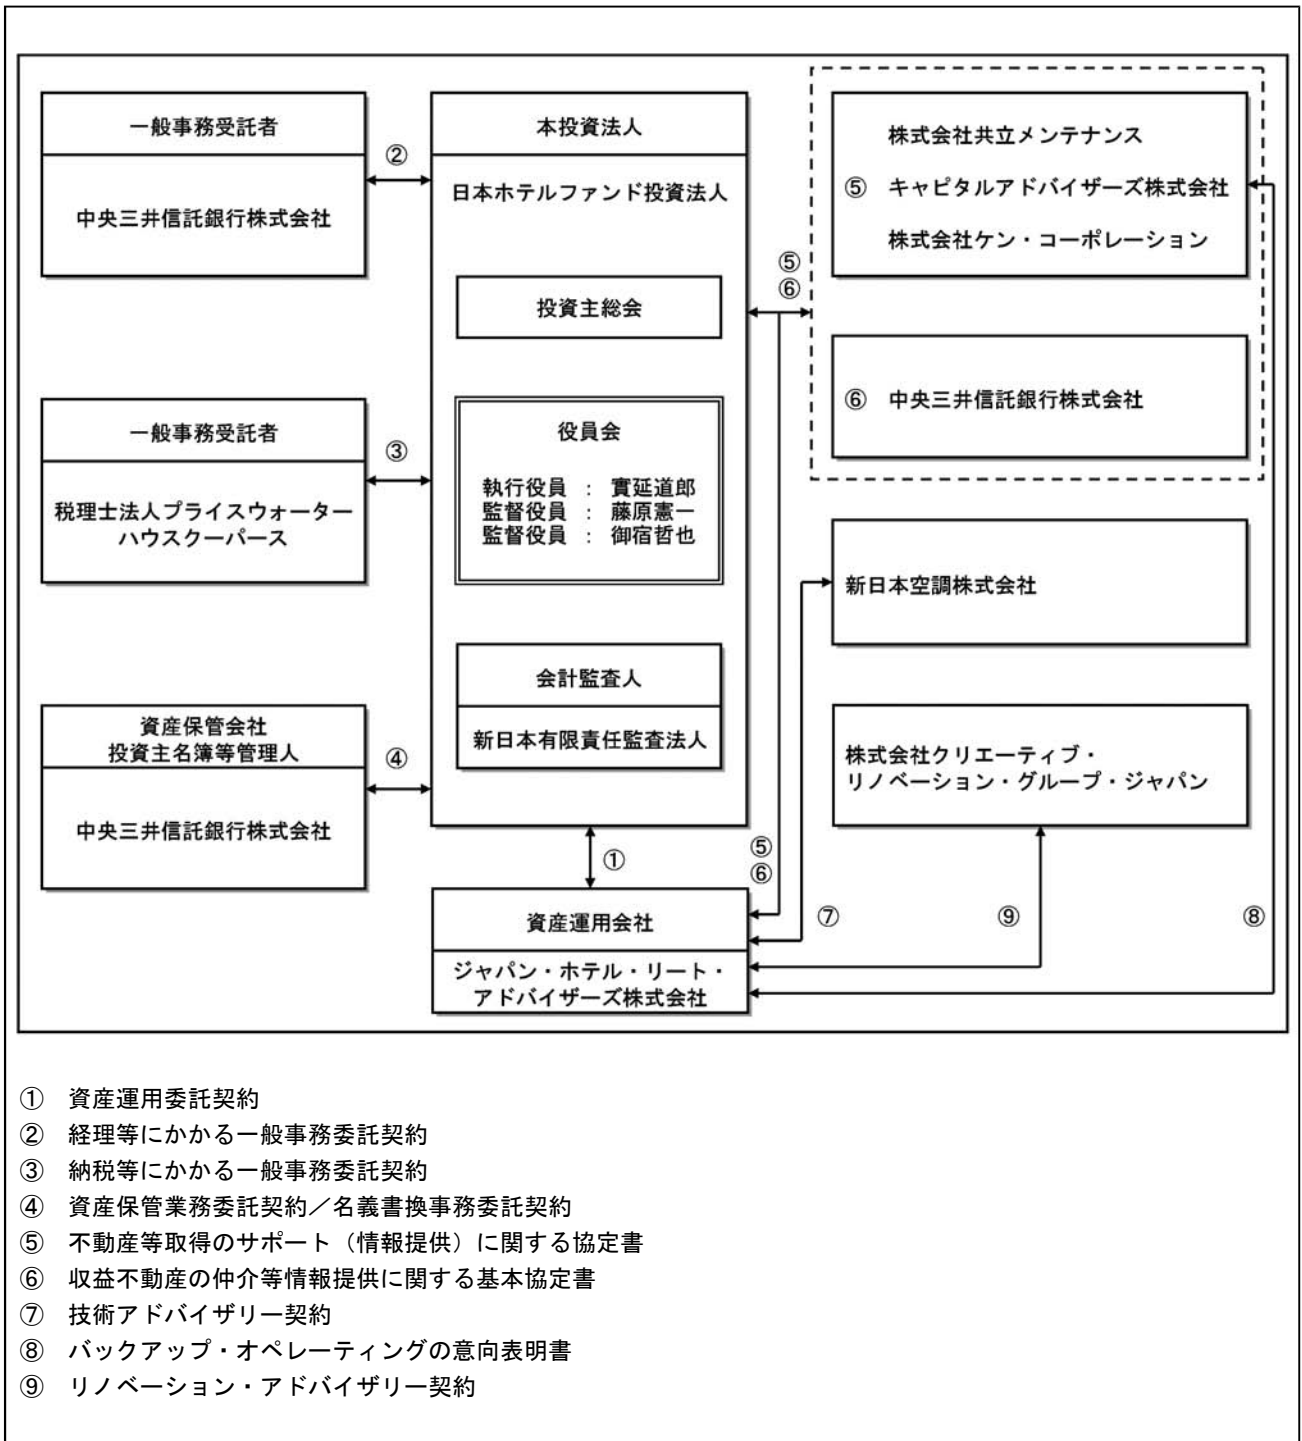 一般事務受託者
中央三井信託銀行株式会社
②
一般事務受託者
税理士法人プライスウォーター
ハウスクーパース
③
資産保管会社
投資主名簿等管理人
中央三井信託銀行株式会社
④
本投資法人
日本ホテルファンド投資法人
投資主総会
役員会
執行役員 : 實延道郎
監督役員 : 藤原憲一
監督役員 : 御宿哲也
会計監査人
新日本有限責任監査法人
①
資産運用会社
ジャパン・ホテル・リート・
アドバイザーズ株式会社
⑤
⑥
⑤
⑥
株式会社共立メンテナンス
⑤ キャピタルアドバイザーズ株式会社
株式会社ケン・コーポレーション
⑥ 中央三井信託銀行株式会社
新日本空調株式会社
株式会社クリエーティブ・
リノベーション・グループ・ジャパン
⑦
⑨
⑧
① 資産運用委託契約
② 経理等にかかる一般事務委託契約
③ 納税等にかかる一般事務委託契約
④ 資産保管業務委託契約／名義書換事務委託契約
⑤ 不動産等取得のサポート（情報提供）に関する協定書
⑥ 収益不動産の仲介等情報提供に関する基本協定書
⑦ 技術アドバイザリー契約
⑧ バックアップ・オペレーティングの意向表明書
⑨ リノベーション・アドバイザリー契約